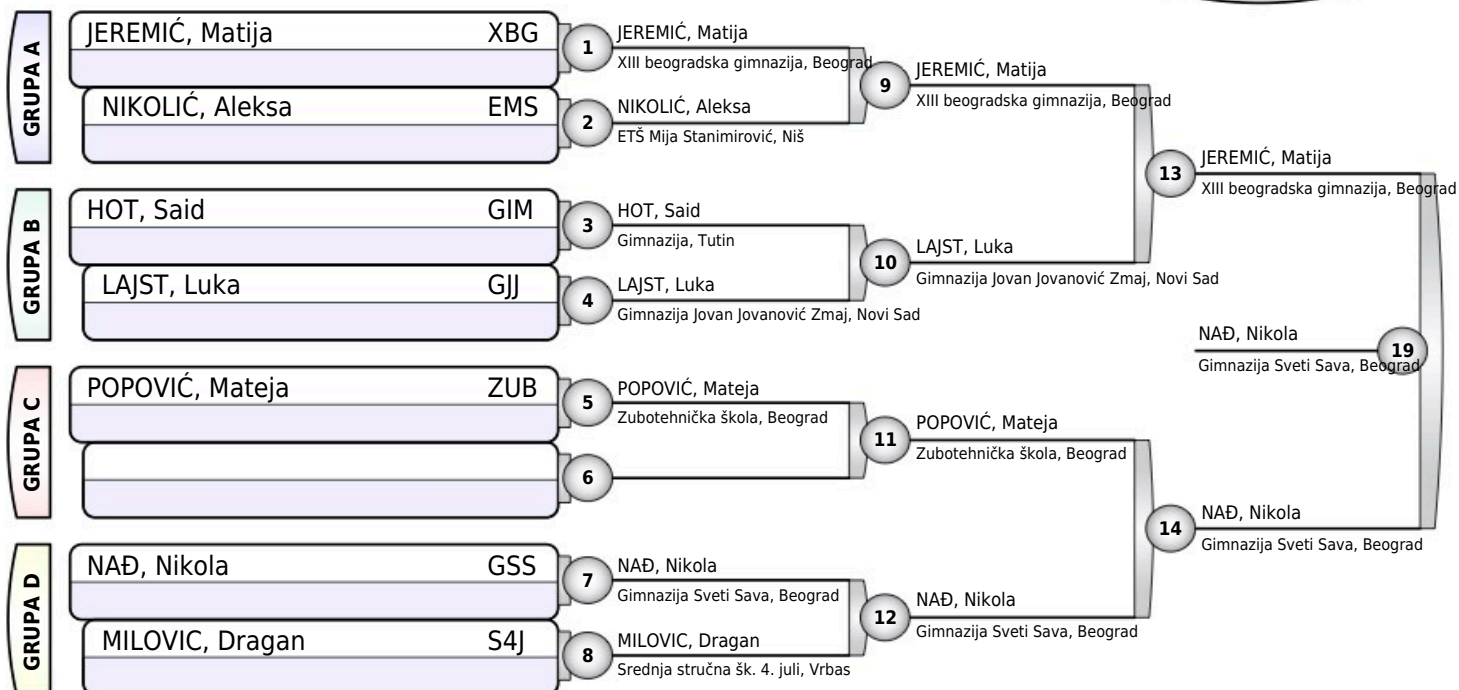 GRUPA A
JEREMIĆ, Matija XBG
NIKOLIĆ, Aleksa EMS
GRUPA B
HOT, Said GIM
LAJST, Luka GJJ
GRUPA C
POPOVIĆ, Mateja ZUB
GRUPA D
NAĐ, Nikola GSS
MILOVIC, Dragan S4J
1
JEREMIĆ, Matija
XIII beogradska gimnazija, Beograd
2
NIKOLIĆ, Aleksa
ETŠ Mija Stanimirović, Niš
3
HOT, Said
Gimnazija, Tutin
4
LAJST, Luka
Gimnazija Jovan Jovanović Zmaj, Novi Sad
5
POPOVIĆ, Mateja
Zubotehnička škola, Beograd
6
7
NAĐ, Nikola
Gimnazija Sveti Sava, Beograd
8
MILOVIC, Dragan
Srednja stručna šk. 4. juli, Vrbas
9
JEREMIĆ, Matija
XIII beogradska gimnazija, Beograd
10
LAJST, Luka
Gimnazija Jovan Jovanović Zmaj, Novi Sad
11
POPOVIĆ, Mateja
Zubotehnička škola, Beograd
12
NAĐ, Nikola
Gimnazija Sveti Sava, Beograd
13
JEREMIĆ, Matija
XIII beogradska gimnazija, Beograd
14
NAĐ, Nikola
Gimnazija Sveti Sava, Beograd
NAĐ, Nikola
Gimnazija Sveti Sava, Beograd
19